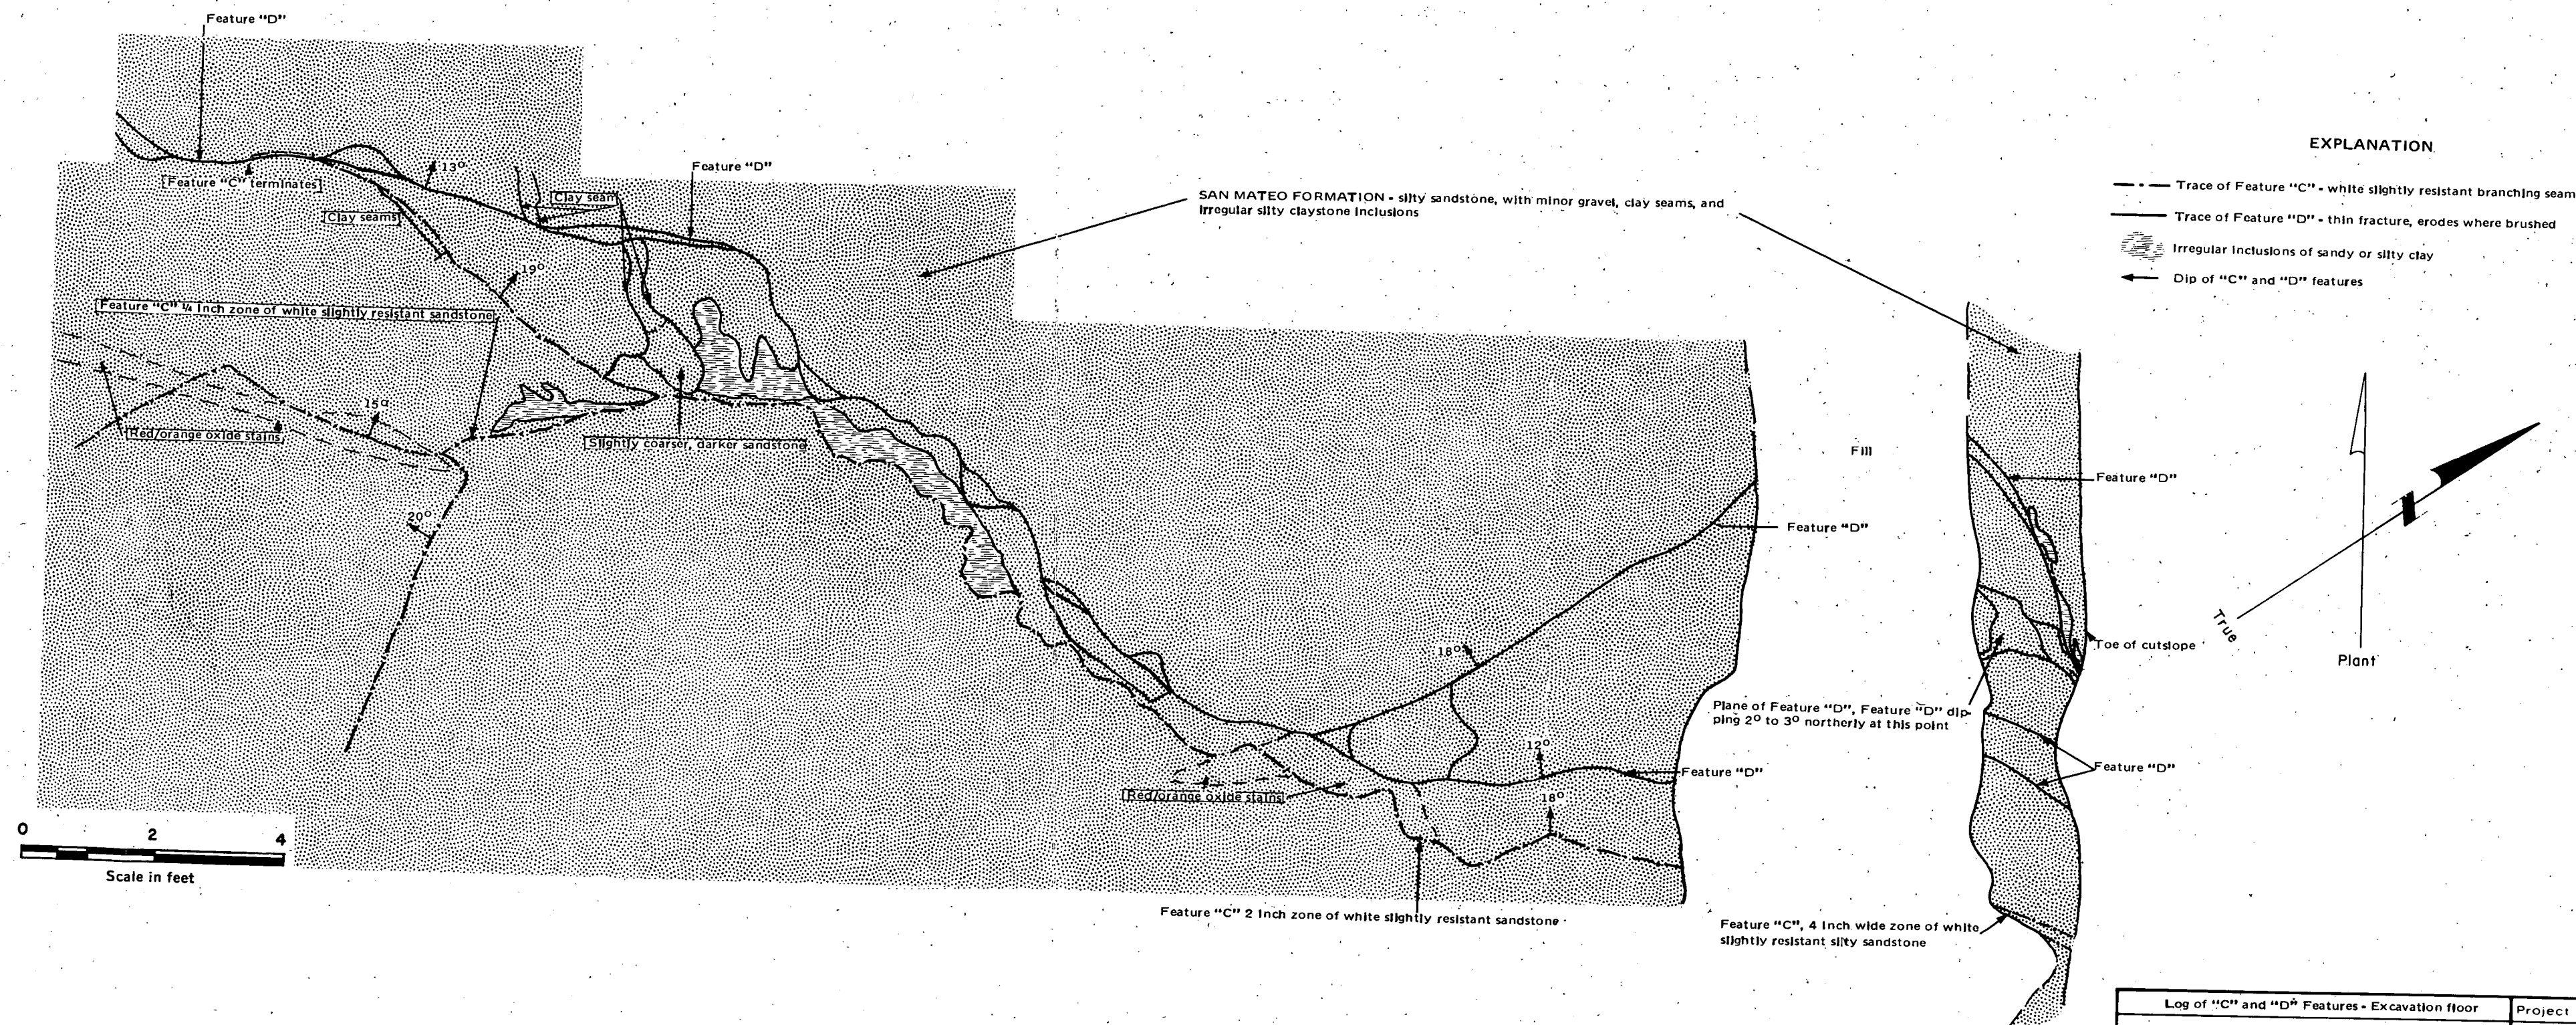 Feature "D"
Feature "C" terminates
13°
Clay seam
Feature "D"
Clay seams
19°
Feature "C" ¼ inch zone of white slightly resistant sandstone
15°
Red/orange oxide stains
Slightly coarser, darker sandstone
20°
SAN MATEO FORMATION - silty sandstone, with minor gravel, clay seams, and
irregular silty claystone inclusions
Fill
Feature "D"
18°
12°
Feature "D"
18°
Red/orange oxide stains
Feature "C" 2 inch zone of white slightly resistant sandstone
0 2 4
Scale in feet
Feature "D"
Toe of cutslope
Plane of Feature "D", Feature "D" dip-
ping 2° to 3° northerly at this point
Feature "D"
Feature "C", 4 inch wide zone of white
slightly resistant silty sandstone
EXPLANATION
Trace of Feature "C" - white slightly resistant branching seam
Trace of Feature "D" - thin fracture, erodes where brushed
Irregular inclusions of sandy or silty clay
Dip of "C" and "D" features
True
Plant
Log of "C" and "D" Features - Excavation floor
Project